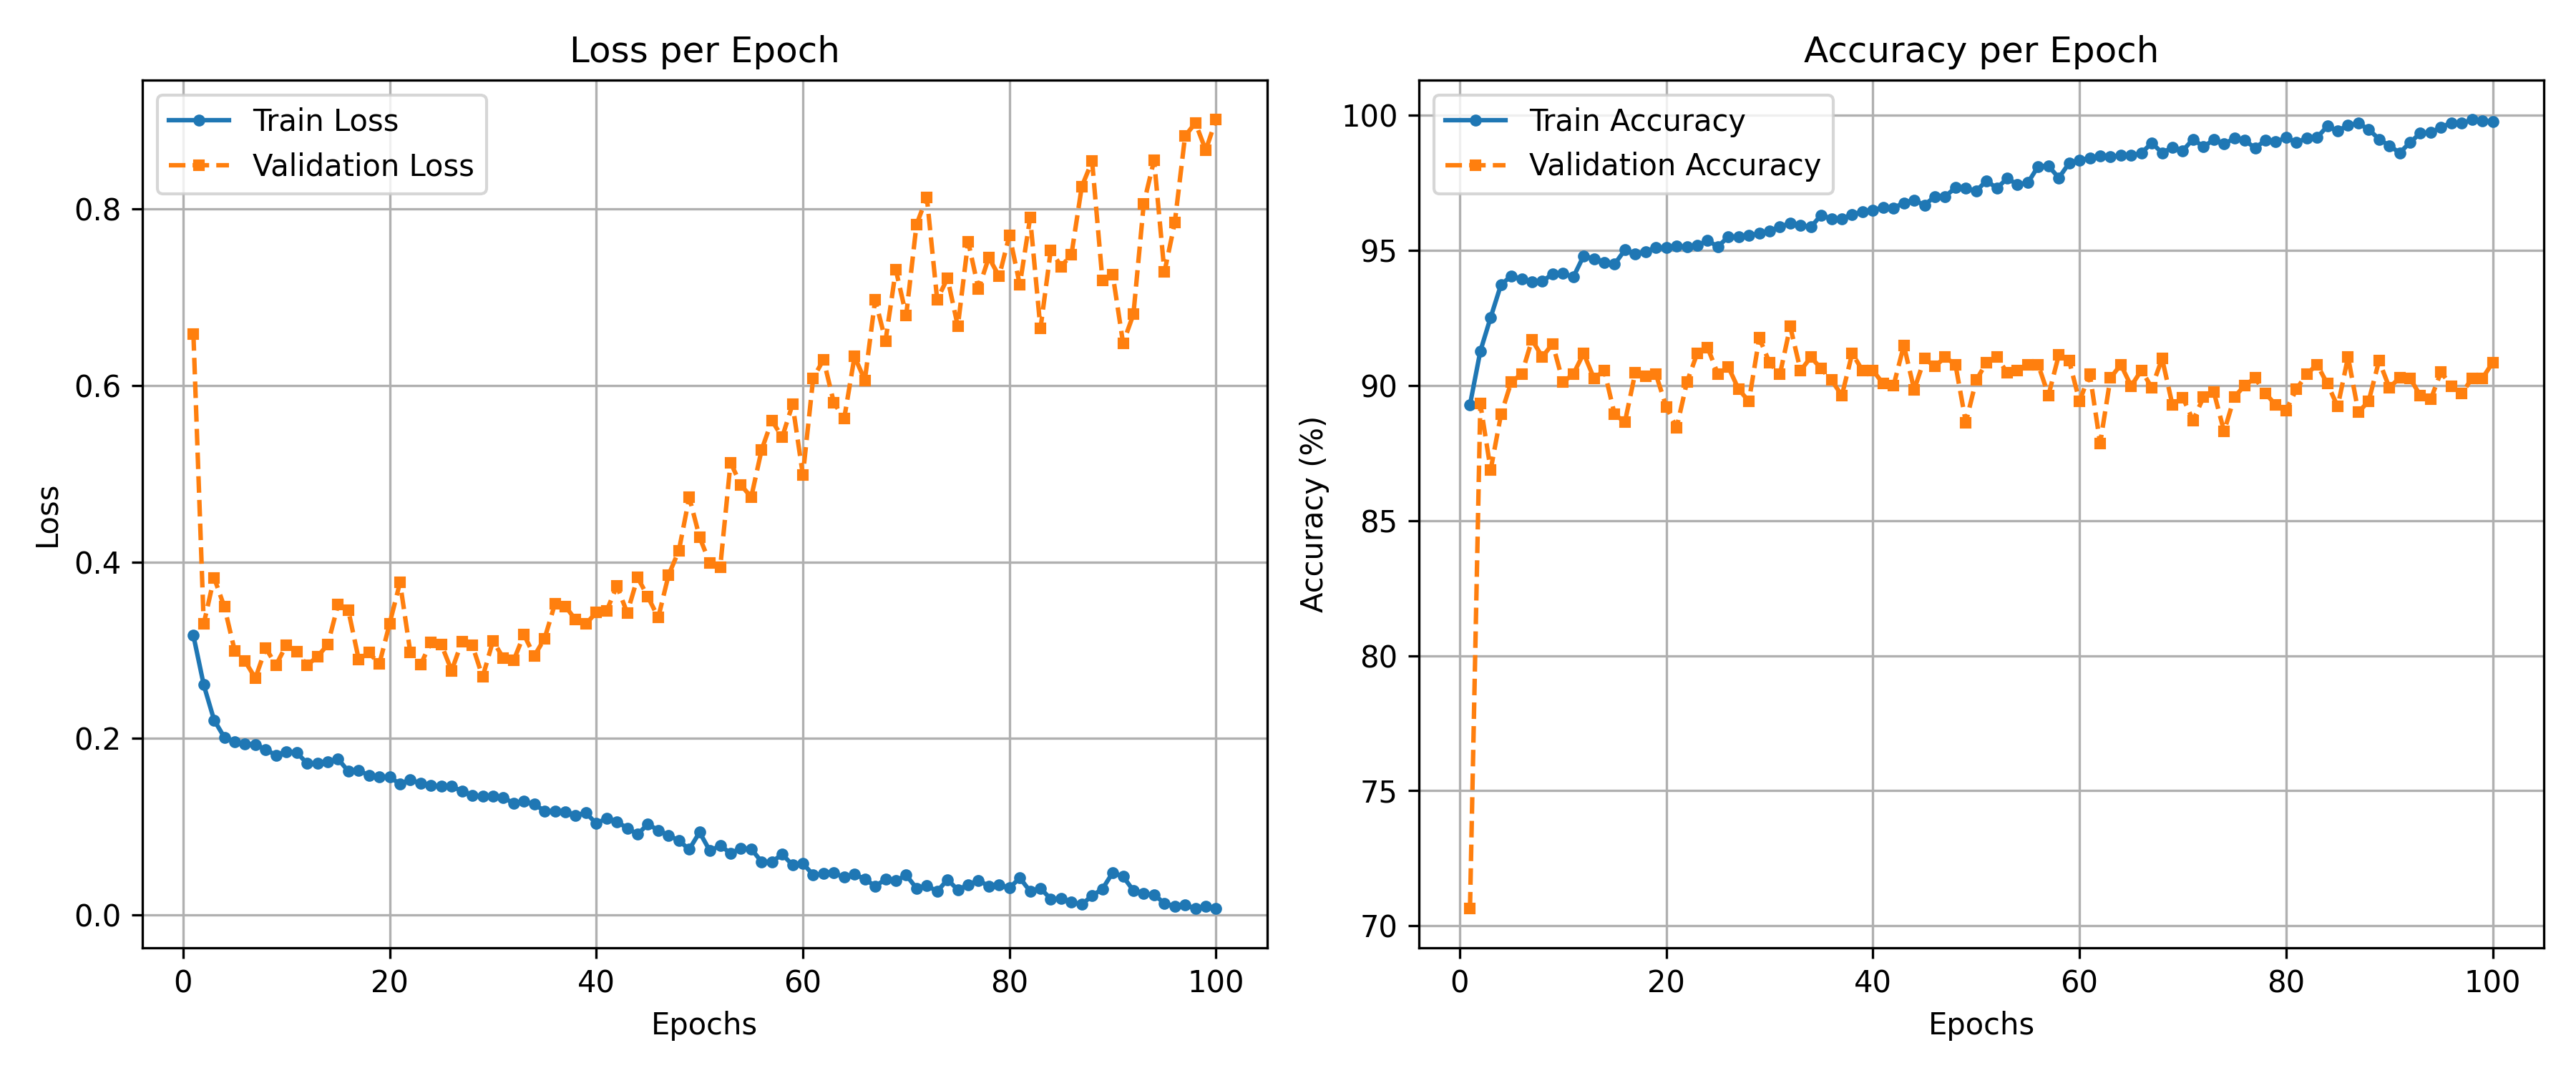 Loss per Epoch
Train Loss
Validation Loss
Loss
0.8
0.6
0.4
0.2
0.0
0 20 40 60 80 100
Epochs
Accuracy per Epoch
Train Accuracy
Validation Accuracy
Accuracy (%)
100
95
90
85
80
75
70
0 20 40 60 80 100
Epochs